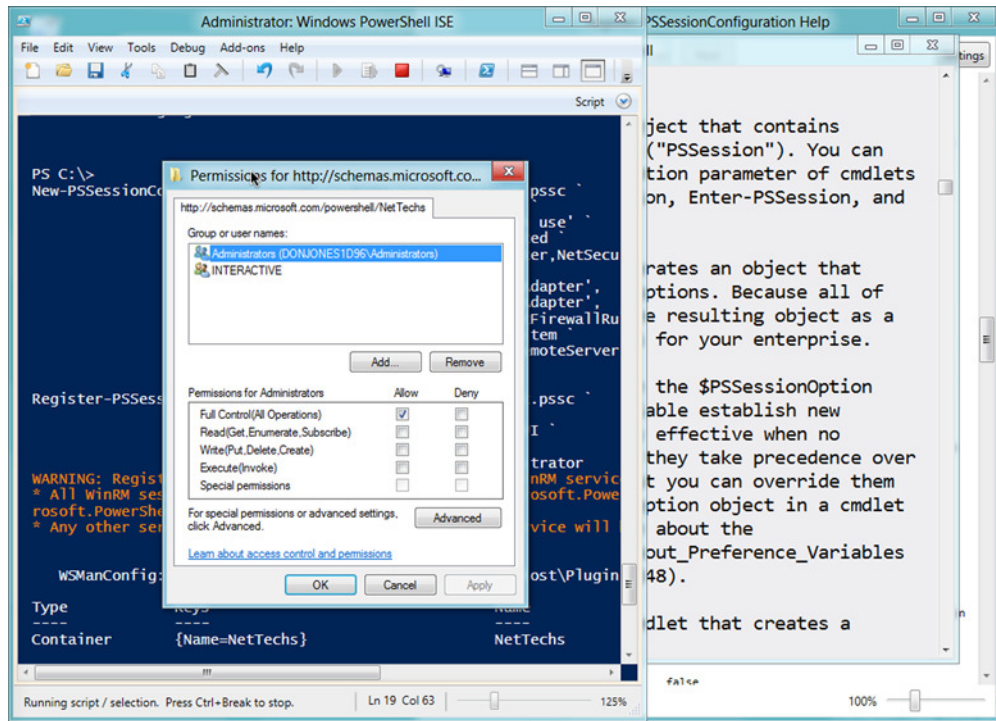 Administrator: Windows PowerShell ISE
File Edit View Tools Debug Add-ons Help
Script
PS C:\>
New-PSSessionCo
.pssc `
use' `
ed `
er,NetSecu
dapter',
dapter',
FirewallRu
tem `
moteServer
Register-PSSess
.pssc `
I `
trator
WARNING: Regist
nRM servic
* All WinRM ses
osoft.Powe
rosoft.PowerShe
* Any other ser
vice will
WSManConfig:
ost\Plugin
Type
Keys
Name
---- ---- ----
Container {Name=NetTechs} NetTechs
Running script / selection. Press Ctrl+Break to stop. Ln 19 Col 63 125%
Permissions for http://schemas.microsoft.co...
http://schemas.microsoft.com/powershell/NetTechs
Group or user names:
Administrators (DONJONES1D96\Administrators)
INTERACTIVE
Add... Remove
Permissions for Administrators Allow Deny
Full Control(All Operations)
Read(Get,Enumerate,Subscribe)
Write(Put,Delete,Create)
Execute(Invoke)
Special permissions
For special permissions or advanced settings,
click Advanced.
Advanced
Learn about access control and permissions
OK Cancel Apply
PSSessionConfiguration Help
ll
tings
ject that contains
("PSSession"). You can
tion parameter of cmdlets
on, Enter-PSSession, and
rates an object that
ptions. Because all of
e resulting object as a
for your enterprise.
the $PSSessionOption
able establish new
effective when no
they take precedence over
t you can override them
ption object in a cmdlet
about the
out_Preference_Variables
48).
dlet that creates a
n
false
100%